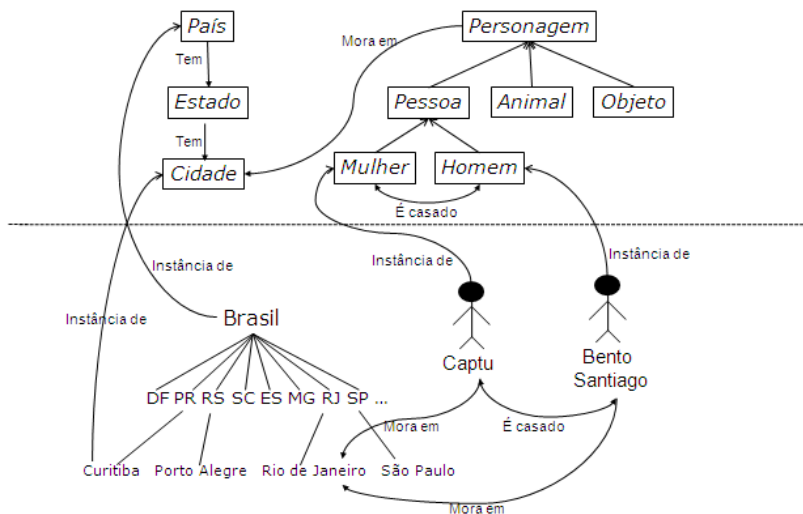 País
Mora em
Personagem
Tem
Estado
Pessoa
Animal
Objeto
Tem
Cidade
Mulher
Homem
É casado
Instância de
Instância de
Instância de
Instância de
Brasil
Captu
Bento
Santiago
DF PR RS SC ES MG RJ SP ...
Mora em
É casado
Curitiba
Porto Alegre
Rio de Janeiro
São Paulo
Mora em